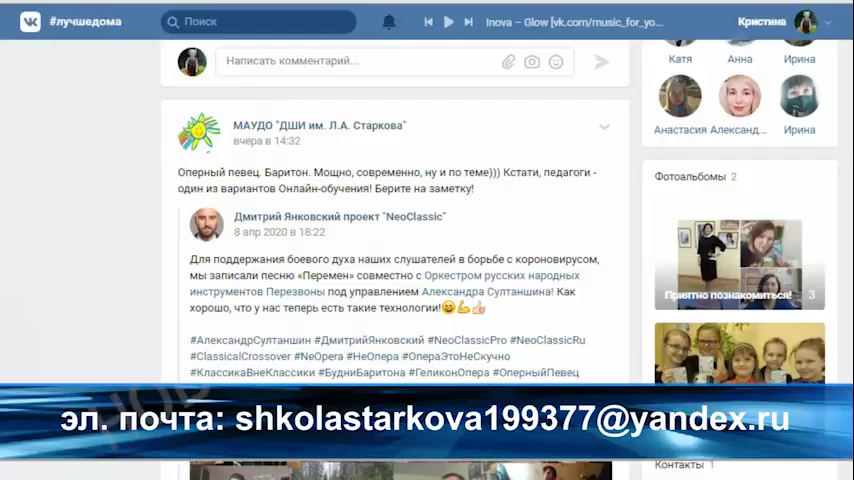 #лучшедома
Поиск
Inova – Glow [vk.com/music_for_yo...
Кристина
Написать комментарий...
Катя
Анна
Ирина
Анастасия
Александ...
Ирина
МАУДО "ДШИ им. Л.А. Старкова"
вчера в 14:32
Оперный певец. Баритон. Мощно, современно, ну и по теме))) Кстати, педагоги -
один из вариантов Онлайн-обучения! Берите на заметку!
Дмитрий Янковский проект "NeoClassic"
8 апр 2020 в 18:22
Для поддержания боевого духа наших слушателей в борьбе с короновирусом,
мы записали песню «Перемен» совместно с Оркестром русских народных
инструментов Перезвоны под управлением Александра Султаншина! Как
хорошо, что у нас теперь есть такие технологии!😄💪👍
#АлександрСултаншин #ДмитрийЯнковский #NeoClassicPro #NeoClassicRu
#ClassicalCrossover #NeOpera #НеОпера #ОпераЭтоНеСкучно
#КлассикаВнеКлассики #БудниБаритона #ГеликонОпера #ОперныйПевец
Фотоальбомы 2
Приятно познакомиться! 3
эл. почта: shkolastarkova199377@yandex.ru
Контакты 1